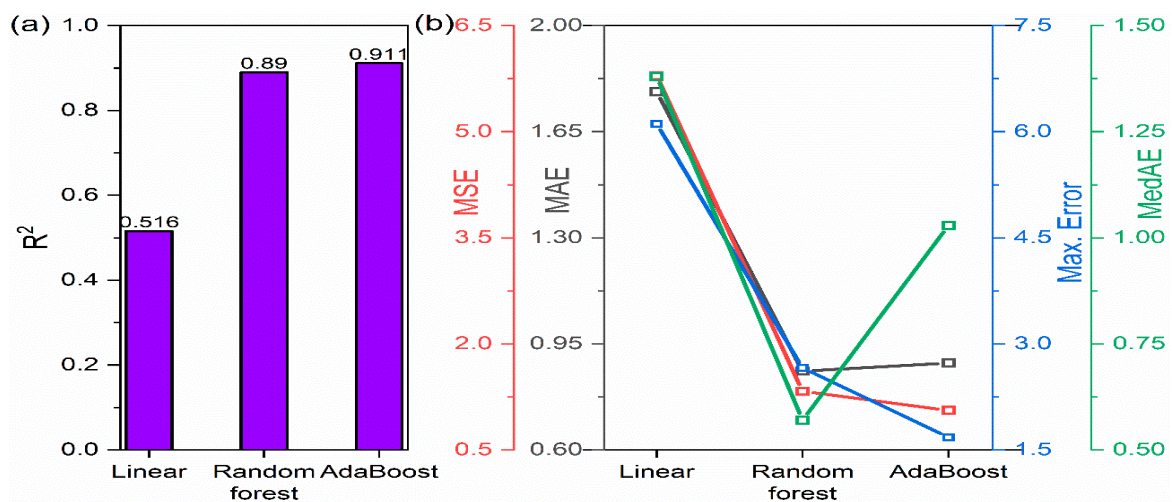 (a)
R²
1.0
0.8
0.6
0.4
0.2
0.0
0.516
0.89
0.911
Linear
Random
forest
AdaBoost
(b)
MSE
6.5
5.0
3.5
2.0
0.5
MAE
2.00
1.65
1.30
0.95
0.60
Linear
Random
forest
AdaBoost
Max. Error
7.5
6.0
4.5
3.0
1.5
MedAE
1.50
1.25
1.00
0.75
0.50